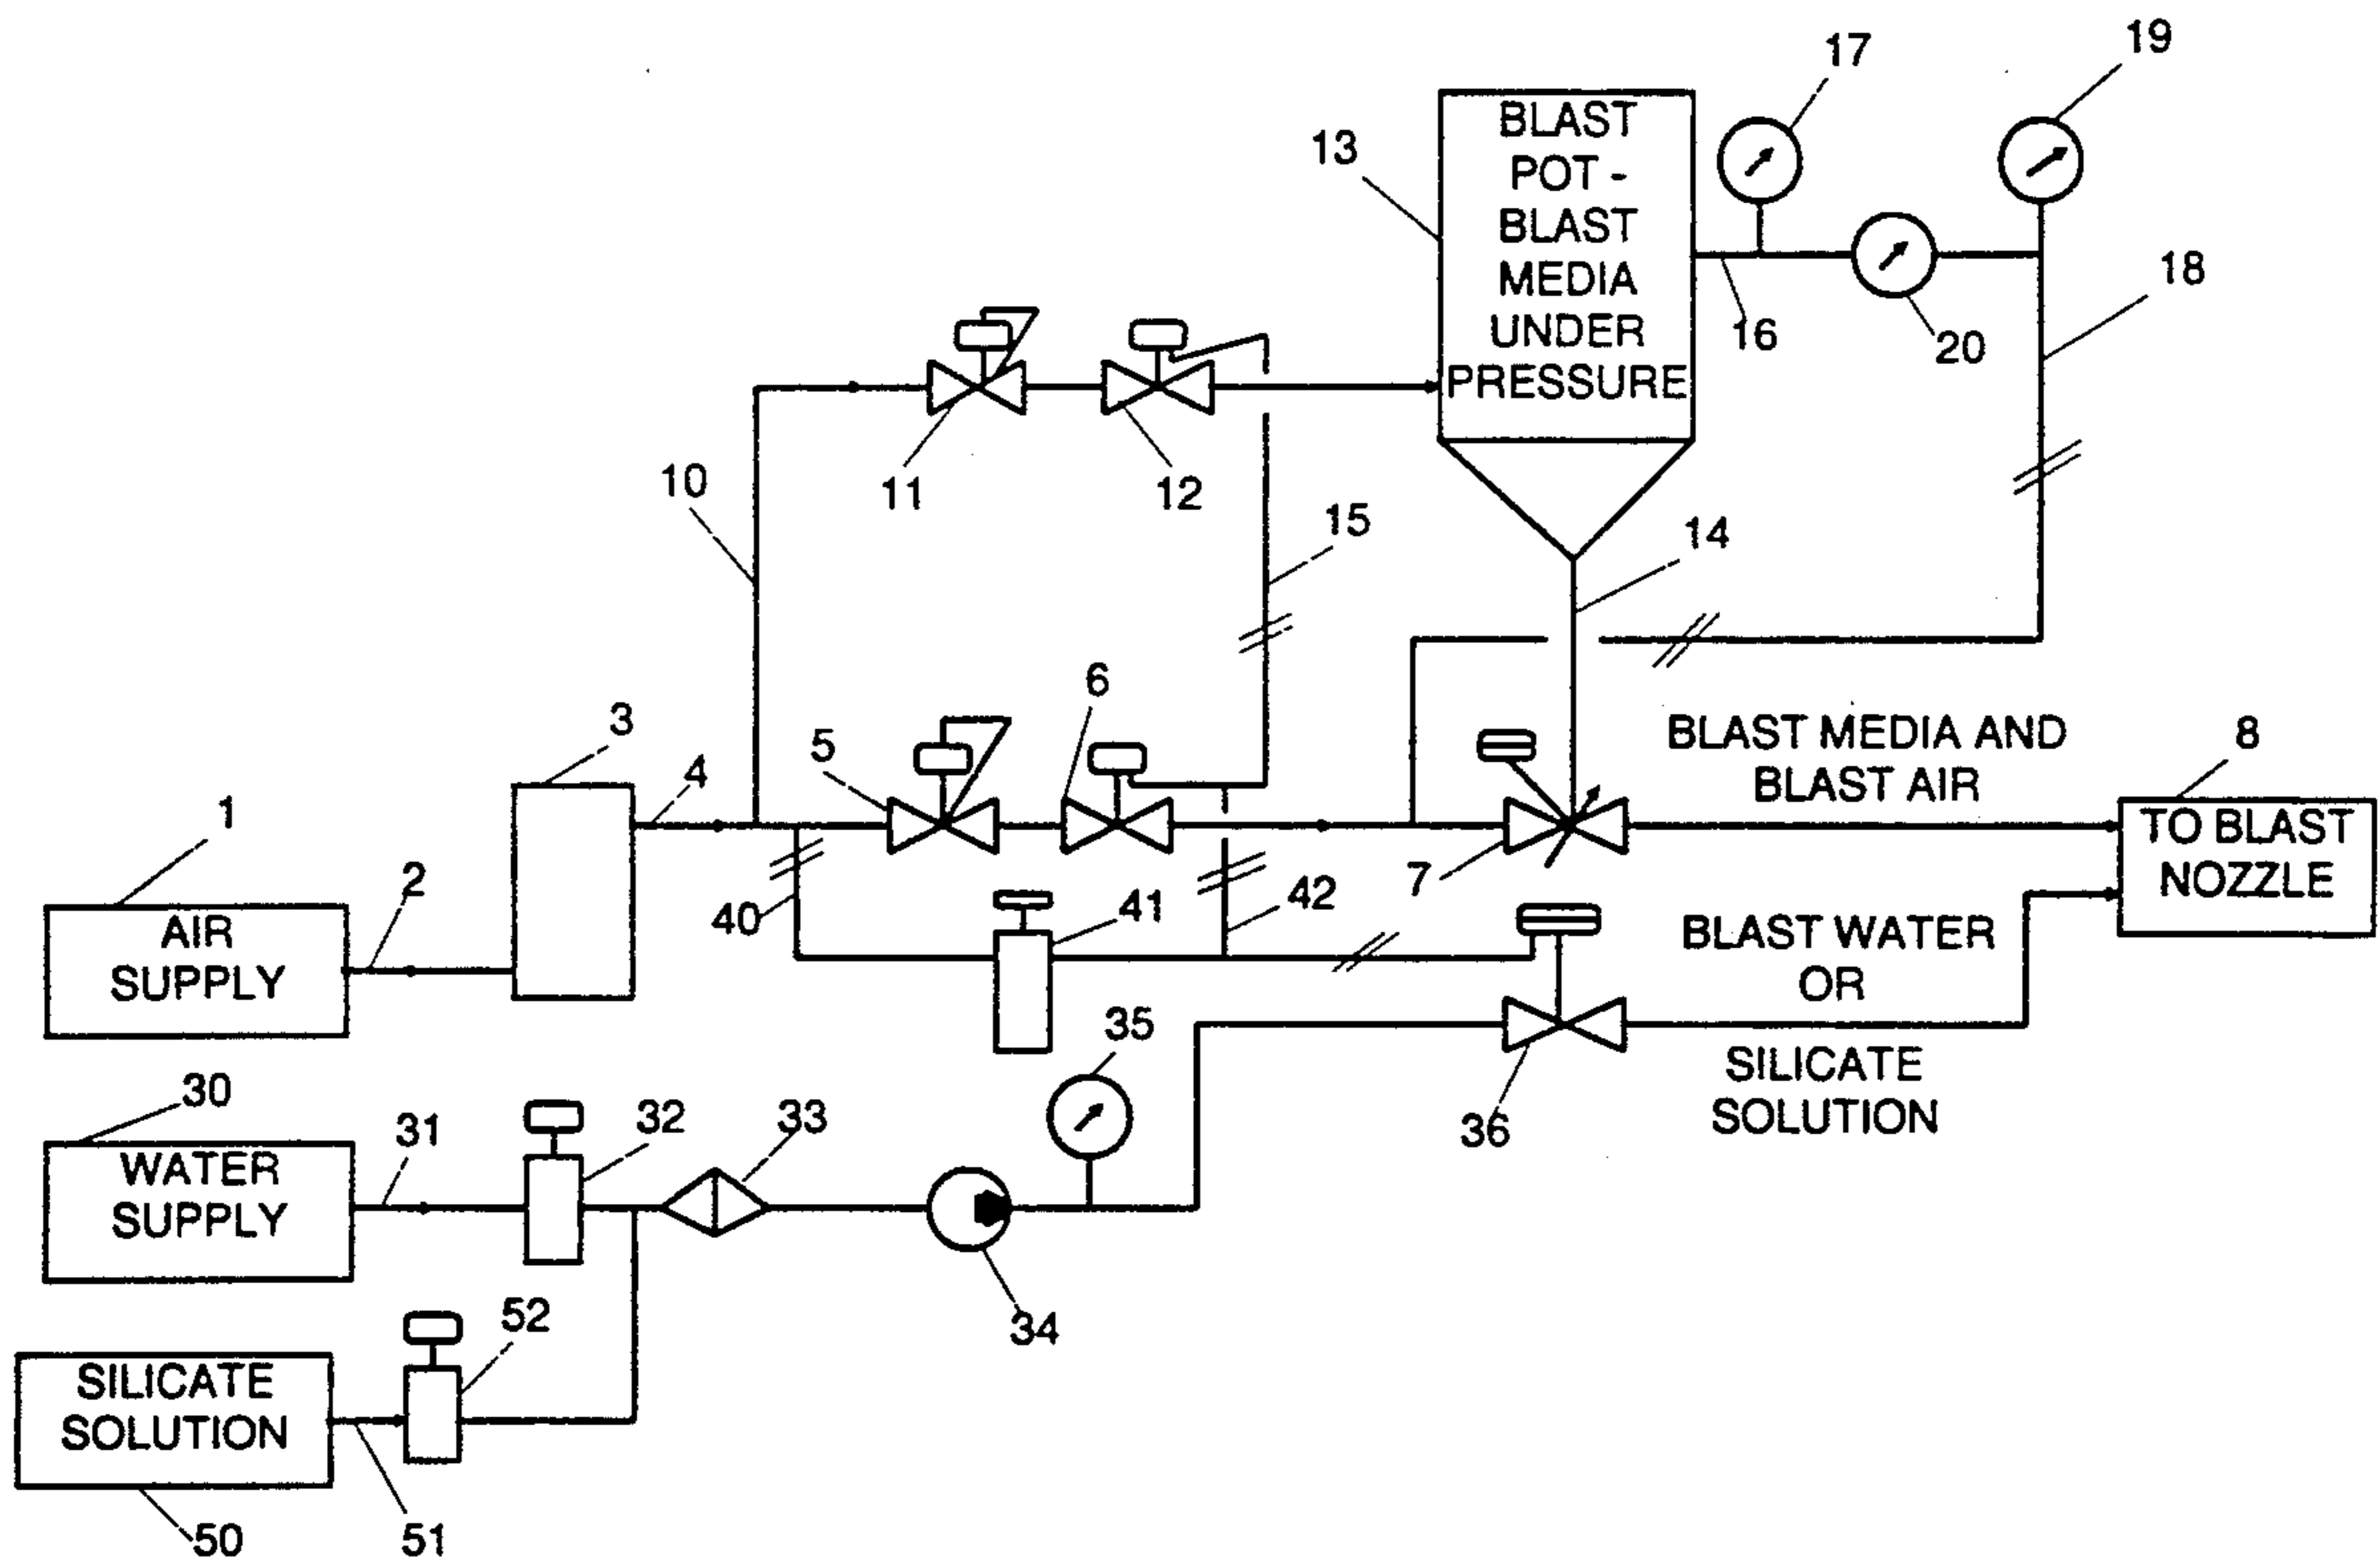 17
19
BLAST
POT -
BLAST
MEDIA
UNDER
PRESSURE
13
18
16
20
10
11
12
15
14
6
3
5
4
BLAST MEDIA AND
BLAST AIR
8
1
2
TO BLAST
NOZZLE
7
40
41
42
AIR
SUPPLY
BLAST WATER
OR
SILICATE
SOLUTION
35
36
30
31
32
33
WATER
SUPPLY
34
52
SILICATE
SOLUTION
50
51